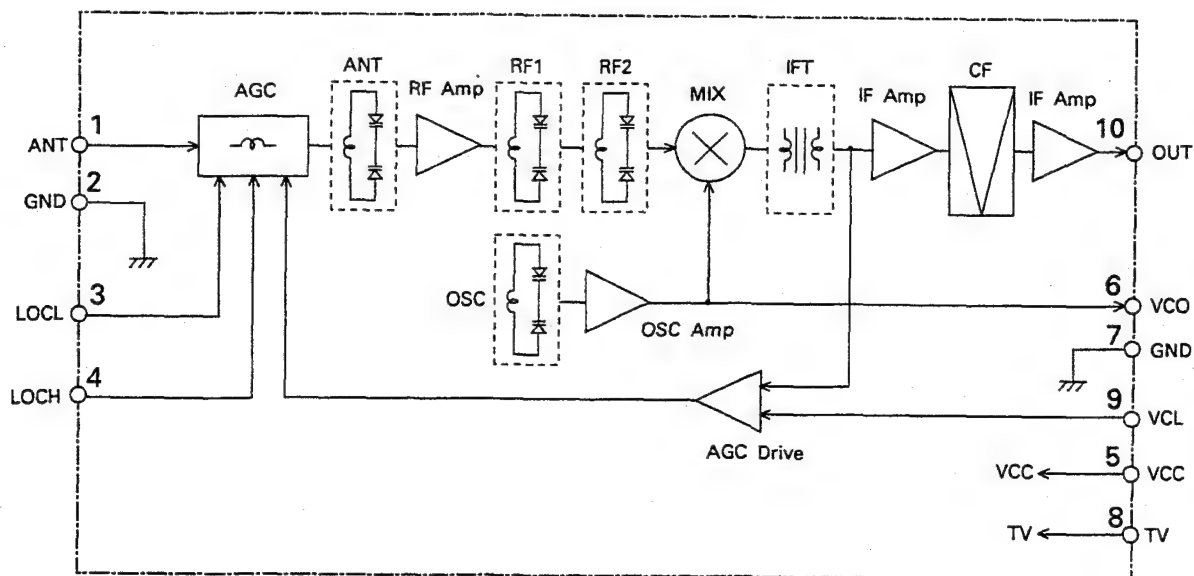 AGC
ANT
RF Amp
RF1
RF2
MIX
IFT
IF Amp
CF
IF Amp
1
ANT
10
OUT
2
GND
3
LOCL
OSC
OSC Amp
6
VCO
7
GND
4
LOCH
AGC Drive
9
VCL
VCC
5
VCC
TV
8
TV